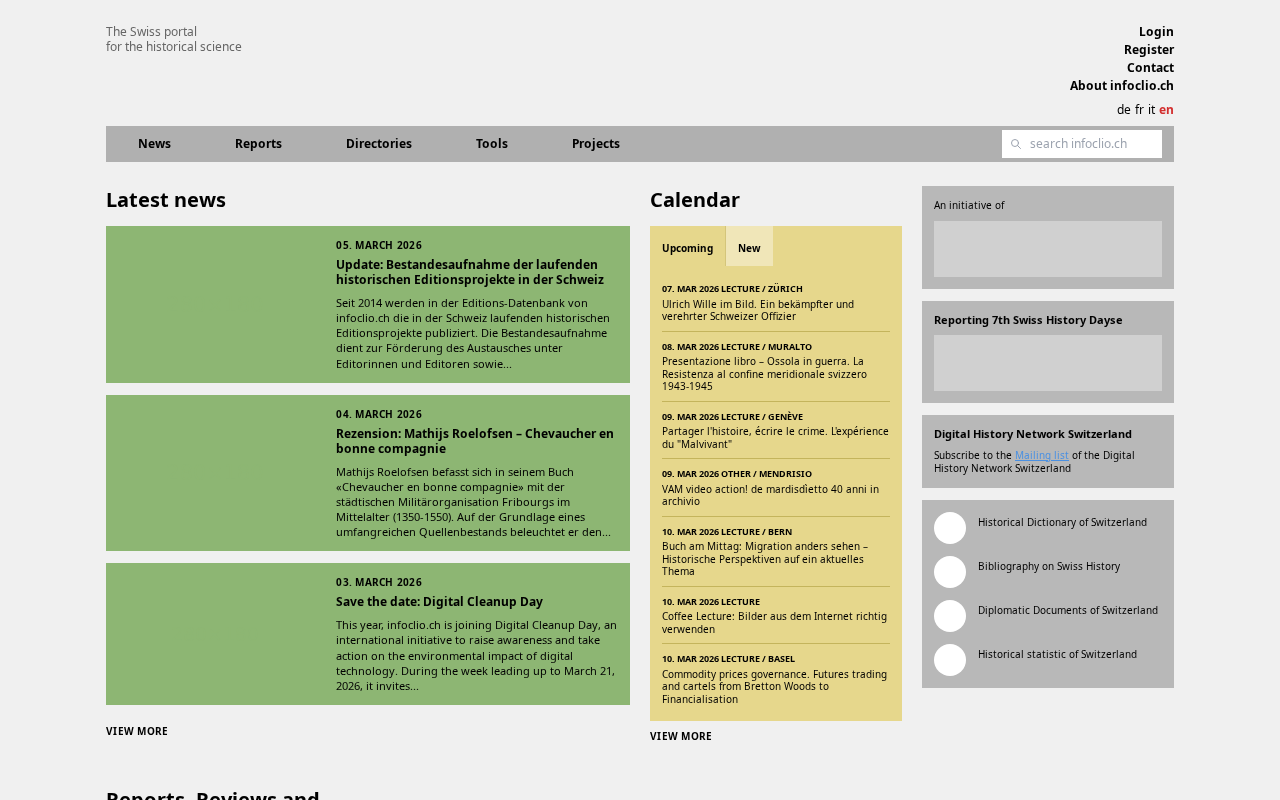 The Swiss portal
for the historical science
Login
Register
Contact
About infoclio.ch
de fr it en
News Reports Directories Tools Projects search infoclio.ch
Latest news
05. MARCH 2026
Update: Bestandesaufnahme der laufenden
historischen Editionsprojekte in der Schweiz
Seit 2014 werden in der Editions-Datenbank von
infoclio.ch die in der Schweiz laufenden historischen
Editionsprojekte publiziert. Die Bestandesaufnahme
dient zur Förderung des Austausches unter
Editorinnen und Editoren sowie...
04. MARCH 2026
Rezension: Mathijs Roelofsen – Chevaucher en
bonne compagnie
Mathijs Roelofsen befasst sich in seinem Buch
«Chevaucher en bonne compagnie» mit der
städtischen Militärorganisation Fribourgs im
Mittelalter (1350-1550). Auf der Grundlage eines
umfangreichen Quellenbestands beleuchtet er den...
03. MARCH 2026
Save the date: Digital Cleanup Day
This year, infoclio.ch is joining Digital Cleanup Day, an
international initiative to raise awareness and take
action on the environmental impact of digital
technology. During the week leading up to March 21,
2026, it invites...
VIEW MORE
Calendar
Upcoming New
07. MAR 2026 LECTURE / ZÜRICH
Ulrich Wille im Bild. Ein bekämpfter und
verehrter Schweizer Offizier
08. MAR 2026 LECTURE / MURALTO
Presentazione libro – Ossola in guerra. La
Resistenza al confine meridionale svizzero
1943-1945
09. MAR 2026 LECTURE / GENÈVE
Partager l'histoire, écrire le crime. L'expérience
du "Malvivant"
09. MAR 2026 OTHER / MENDRISIO
VAM video action! de mardisdìetto 40 anni in
archivio
10. MAR 2026 LECTURE / BERN
Buch am Mittag: Migration anders sehen –
Historische Perspektiven auf ein aktuelles
Thema
10. MAR 2026 LECTURE
Coffee Lecture: Bilder aus dem Internet richtig
verwenden
10. MAR 2026 LECTURE / BASEL
Commodity prices governance. Futures trading
and cartels from Bretton Woods to
Financialisation
VIEW MORE
An initiative of
Reporting 7th Swiss History Dayse
Digital History Network Switzerland
Subscribe to the Mailing list of the Digital
History Network Switzerland
Historical Dictionary of Switzerland
Bibliography on Swiss History
Diplomatic Documents of Switzerland
Historical statistic of Switzerland
Reports, Reviews and